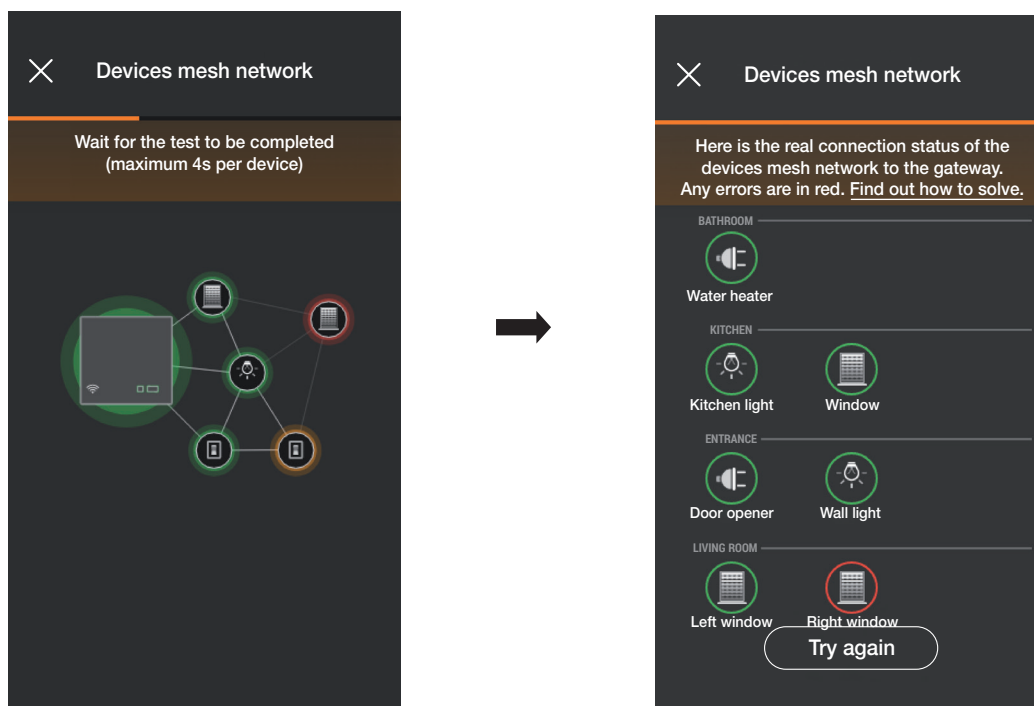 Devices mesh network
Wait for the test to be completed
(maximum 4s per device)
Devices mesh network
Here is the real connection status of the
devices mesh network to the gateway.
Any errors are in red. Find out how to solve.
BATHROOM
Water heater
KITCHEN
Kitchen light
Window
ENTRANCE
Door opener
Wall light
LIVING ROOM
Left window
Right window
Try again